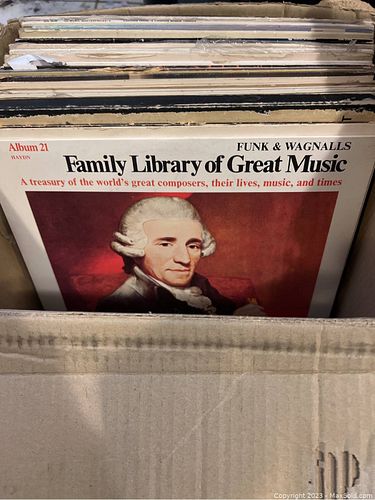 Album 21
FUNK & WAGNALLS
HAYDN
Family Library of Great Music
A treasury of the world's great composers, their lives, music, and times
Copyright 2023 - MaxSold.com